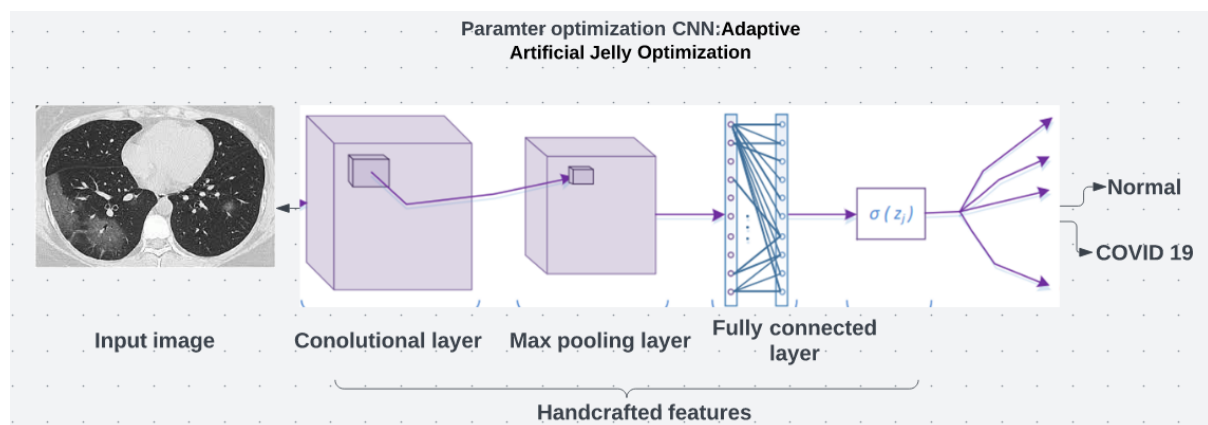 Paramter optimization CNN:Adaptive
Artificial Jelly Optimization
σ ( zⱼ)
Normal
COVID 19
Input image
Conolutional layer
Max pooling layer
Fully connected
layer
Handcrafted features